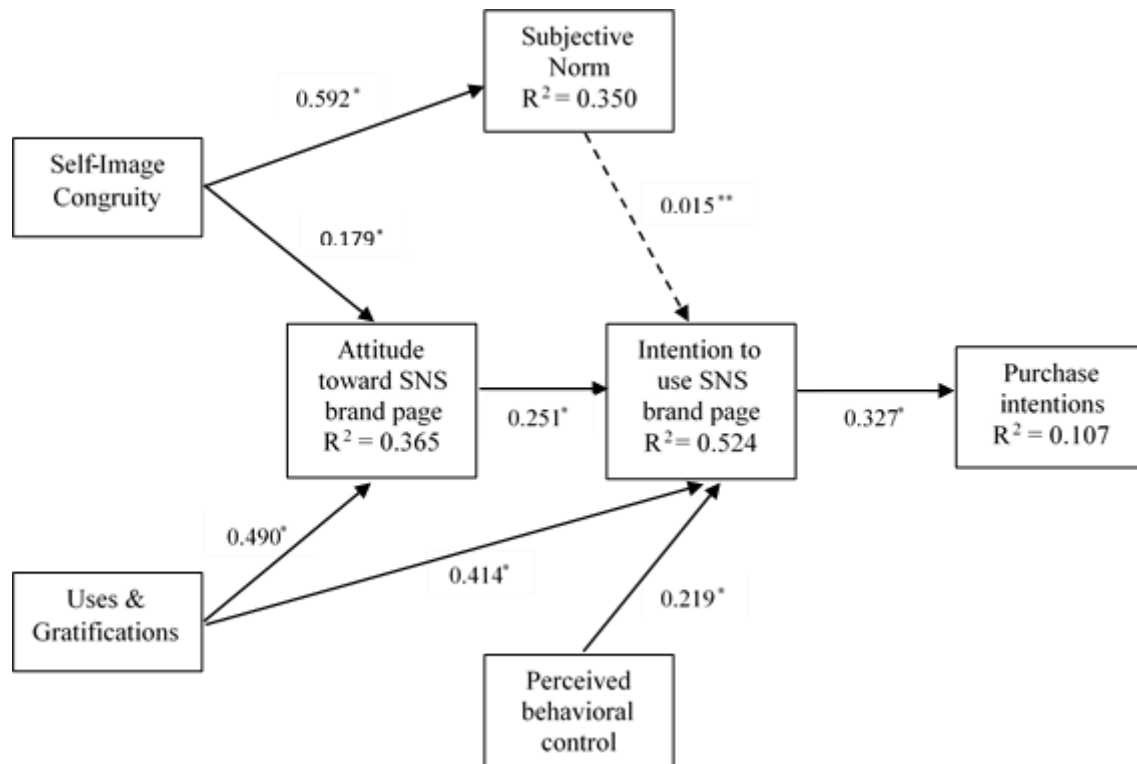 Subjective
Norm
R² = 0.350
0.592*
Self-Image
Congruity
0.015**
0.179*
Attitude
toward SNS
brand page
R² = 0.365
Intention to
use SNS
brand page
R² = 0.524
0.251*
Purchase
intentions
R² = 0.107
0.327*
0.490*
0.414*
Uses &
Gratifications
0.219*
Perceived
behavioral
control